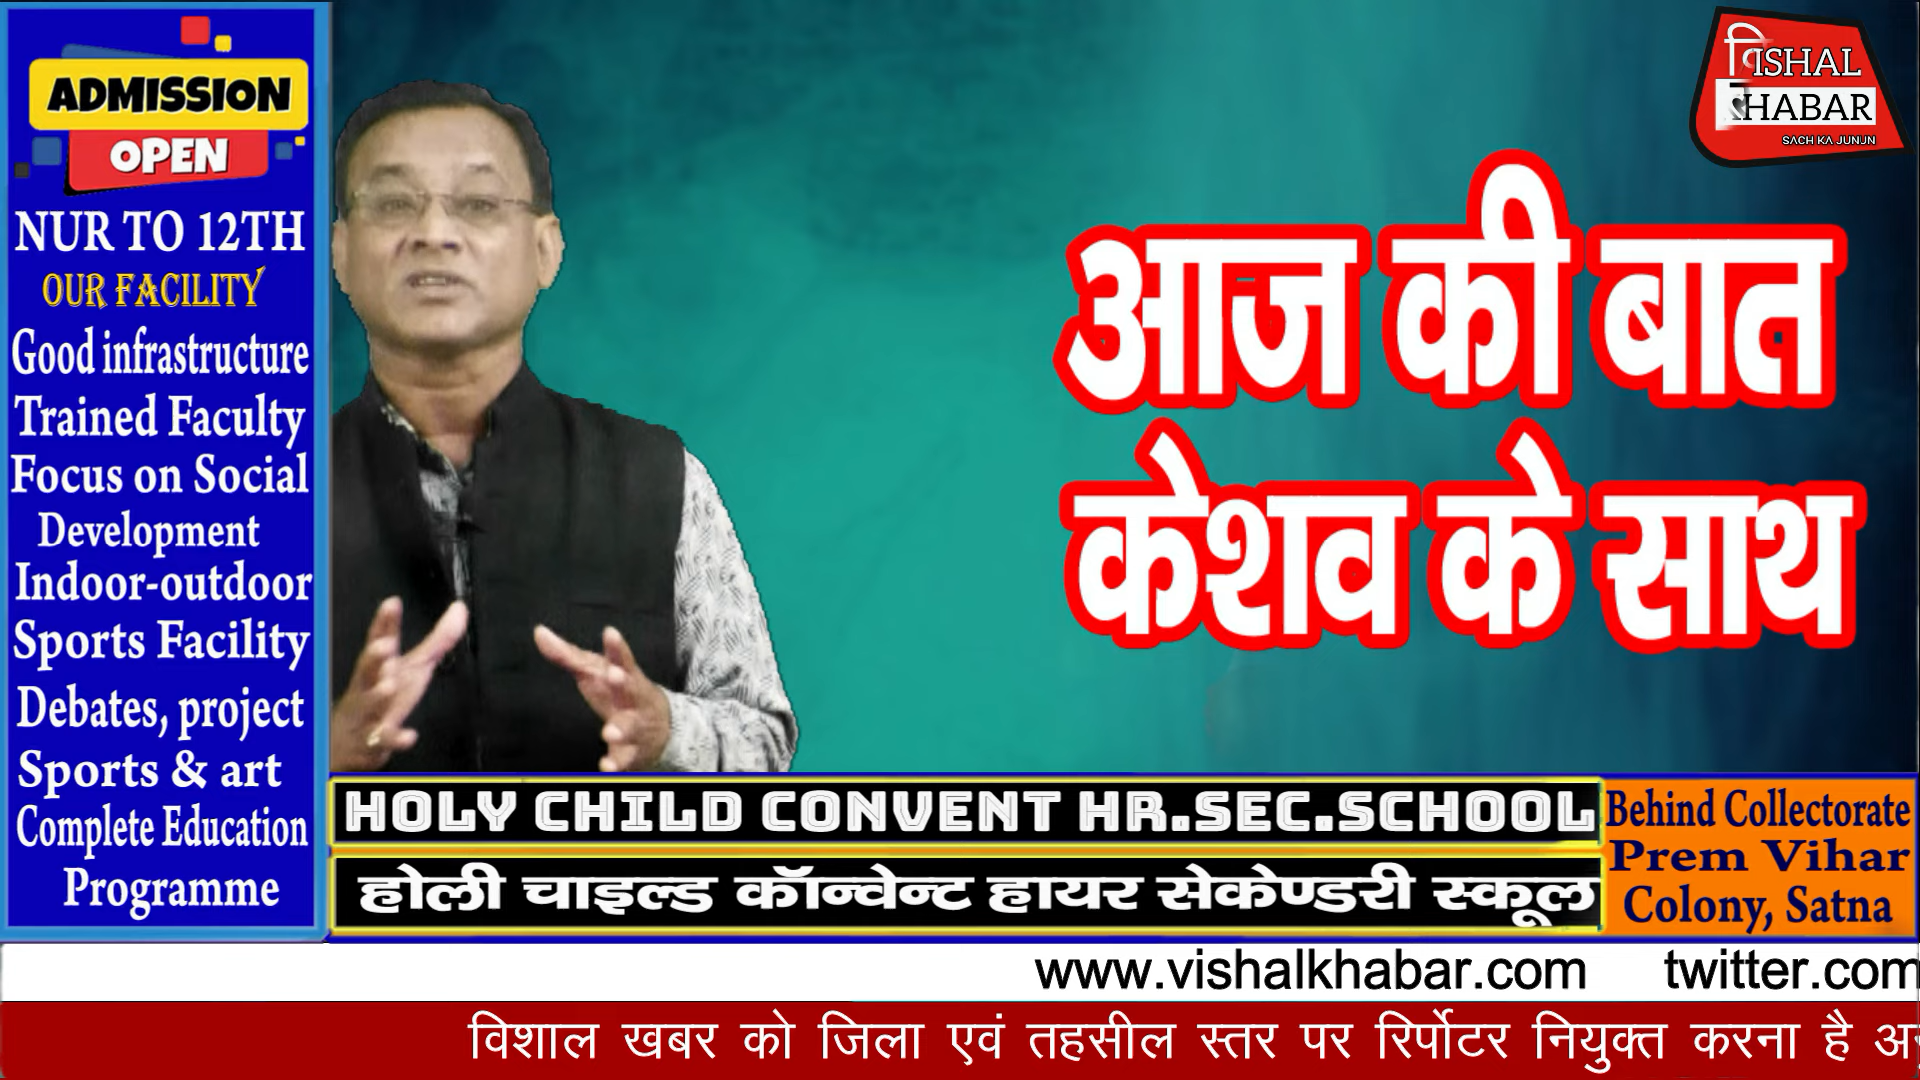 ADMISSION
OPEN
NUR TO 12TH
OUR FACILITY
Good infrastructure
Trained Faculty
Focus on Social
Development
Indoor-outdoor
Sports Facility
Debates, project
Sports & art
Complete Education
Programme
विISHAL
HABAR
SACH KA JUNUN
आज की बात
केशव के साथ
HOLY CHILD CONVENT HR.SEC.SCHOOL
होली चाइल्ड कॉन्वेन्ट हायर सेकेण्डरी स्कूल
Behind Collectorate
Prem Vihar
Colony, Satna
www.vishalkhabar.com twitter.com
विशाल खबर को जिला एवं तहसील स्तर पर रिर्पोटर नियुक्त करना है